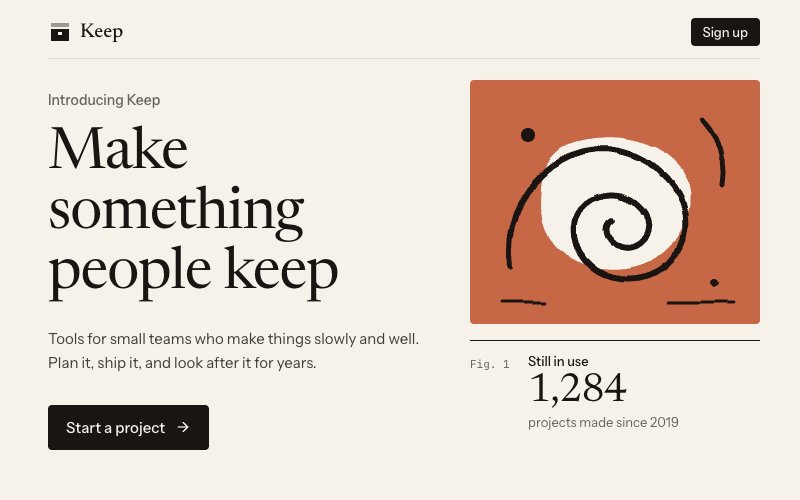 Keep
Sign up
Introducing Keep
Make
something
people keep
Tools for small teams who make things slowly and well.
Plan it, ship it, and look after it for years.
Start a project →
Fig. 1
Still in use
1,284
projects made since 2019